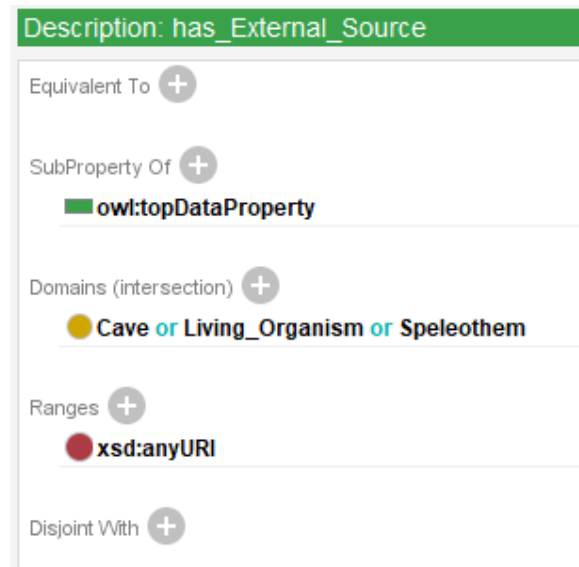 Description: has_External_Source
Equivalent To
SubProperty Of
owl:topDataProperty
Domains (intersection)
Cave or Living_Organism or Speleothem
Ranges
xsd:anyURI
Disjoint With